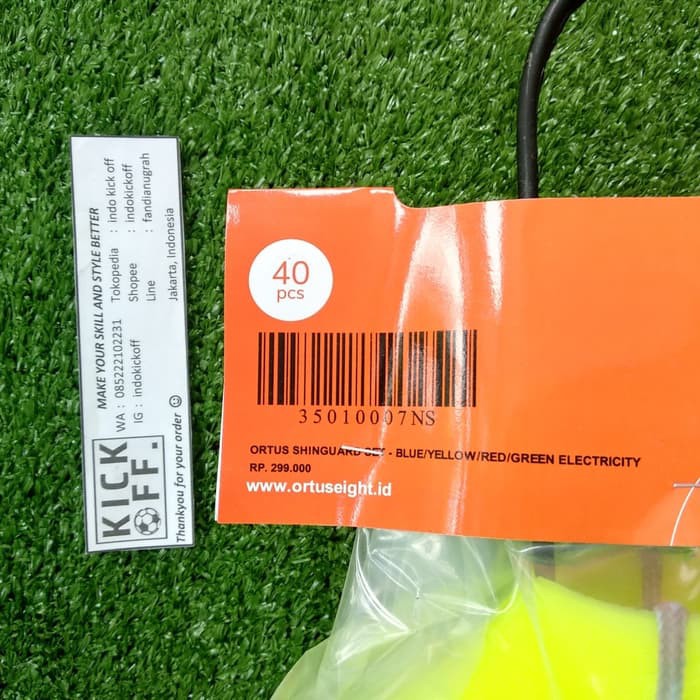 MAKE YOUR SKILL AND STYLE BETTER
WA : 085222102231
IG : indokickoff
Tokopedia : indo kick off
Shopee : indokickoff
Line : fandianugrah
Jakarta, Indonesia
KICK
OFF.
Thankyou for your order ☺
40
pcs
35010007NS
ORTUS SHINGUARD SET - BLUE/YELLOW/RED/GREEN ELECTRICITY
RP. 299.000
www.ortuseight.id